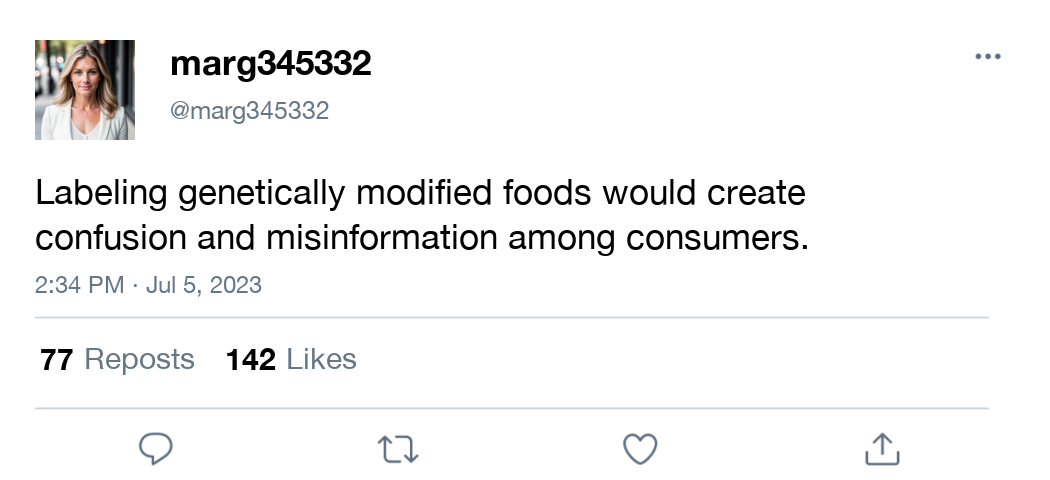 marg345332
@marg345332
Labeling genetically modified foods would create
confusion and misinformation among consumers.
2:34 PM · Jul 5, 2023
77 Reposts 142 Likes